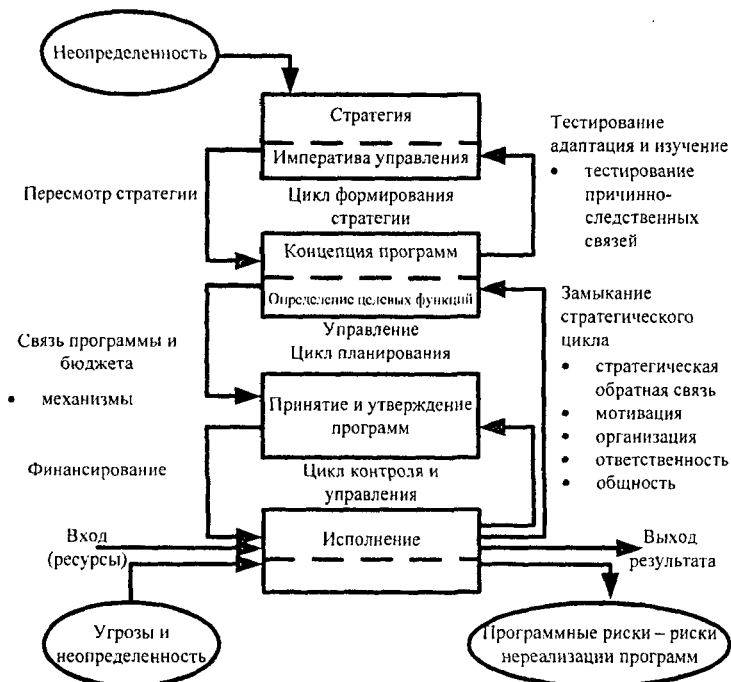 Неопределенность
Стратегия
Императива управления
Тестирование
адаптация и изучение
• тестирование
причинно-
следственных
связей
Пересмотр стратегии
Цикл формирования
стратегии
Концепция программ
Определение целевых функций
Замыкание
стратегического
цикла
• стратегическая
обратная связь
• мотивация
• организация
• ответственность
• общность
Управление
Цикл планирования
Связь программы и
бюджета
• механизмы
Принятие и утверждение
программ
Финансирование
Цикл контроля и
управления
Вход
(ресурсы)
Исполнение
Выход
результата
Угрозы и
неопределенность
Программные риски – риски
нереализации программ